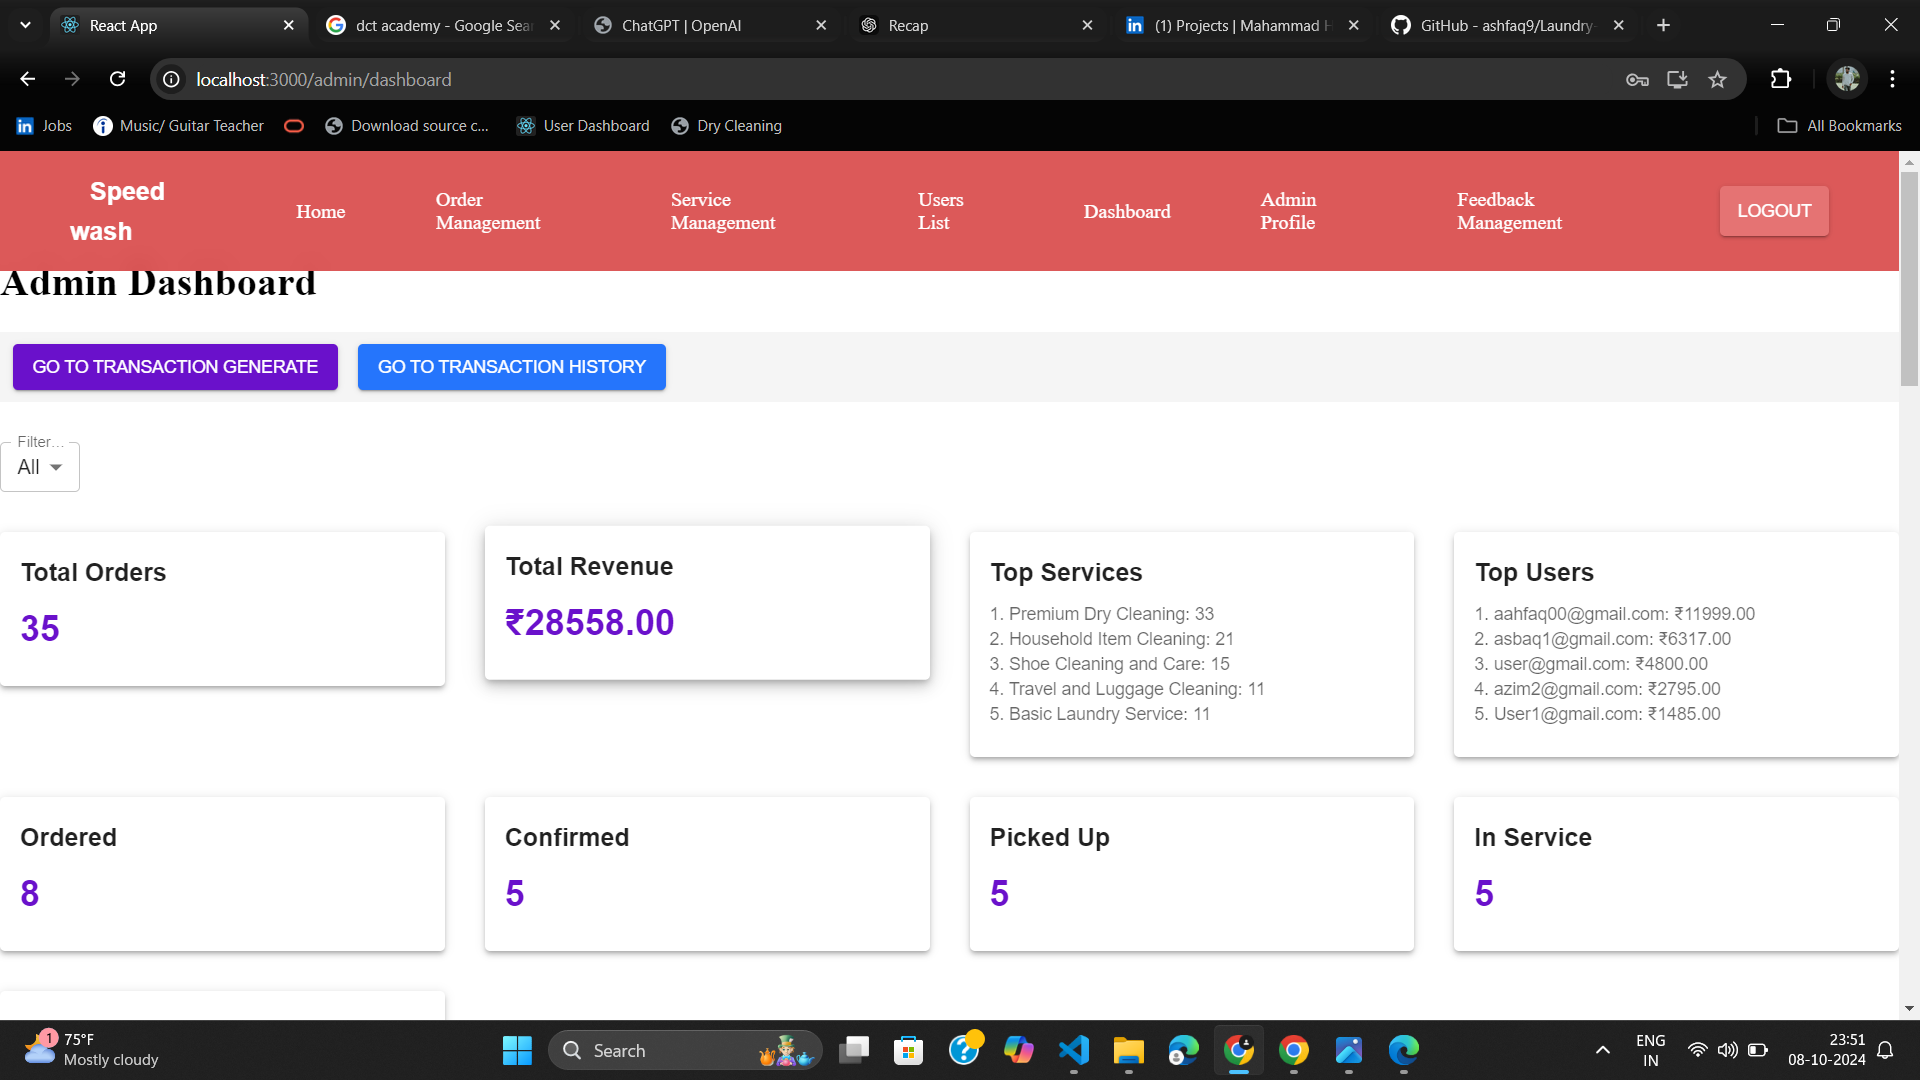 React App
dct academy - Google Sea
ChatGPT | OpenAI
Recap
(1) Projects | Mahammad H
GitHub - ashfaq9/Laundry-
localhost:3000/admin/dashboard
Jobs
Music/ Guitar Teacher
Download source c...
User Dashboard
Dry Cleaning
All Bookmarks
Speed
wash
Home
Order
Management
Service
Management
Users
List
Dashboard
Admin
Profile
Feedback
Management
LOGOUT
Admin Dashboard
GO TO TRANSACTION GENERATE
GO TO TRANSACTION HISTORY
Filter...
All
Total Orders
35
Total Revenue
₹28558.00
Top Services
1. Premium Dry Cleaning: 33
2. Household Item Cleaning: 21
3. Shoe Cleaning and Care: 15
4. Travel and Luggage Cleaning: 11
5. Basic Laundry Service: 11
Top Users
1. aahfaq00@gmail.com: ₹11999.00
2. asbaq1@gmail.com: ₹6317.00
3. user@gmail.com: ₹4800.00
4. azim2@gmail.com: ₹2795.00
5. User1@gmail.com: ₹1485.00
Ordered
8
Confirmed
5
Picked Up
5
In Service
5
1
75°F
Mostly cloudy
Search
ENG
IN
23:51
08-10-2024